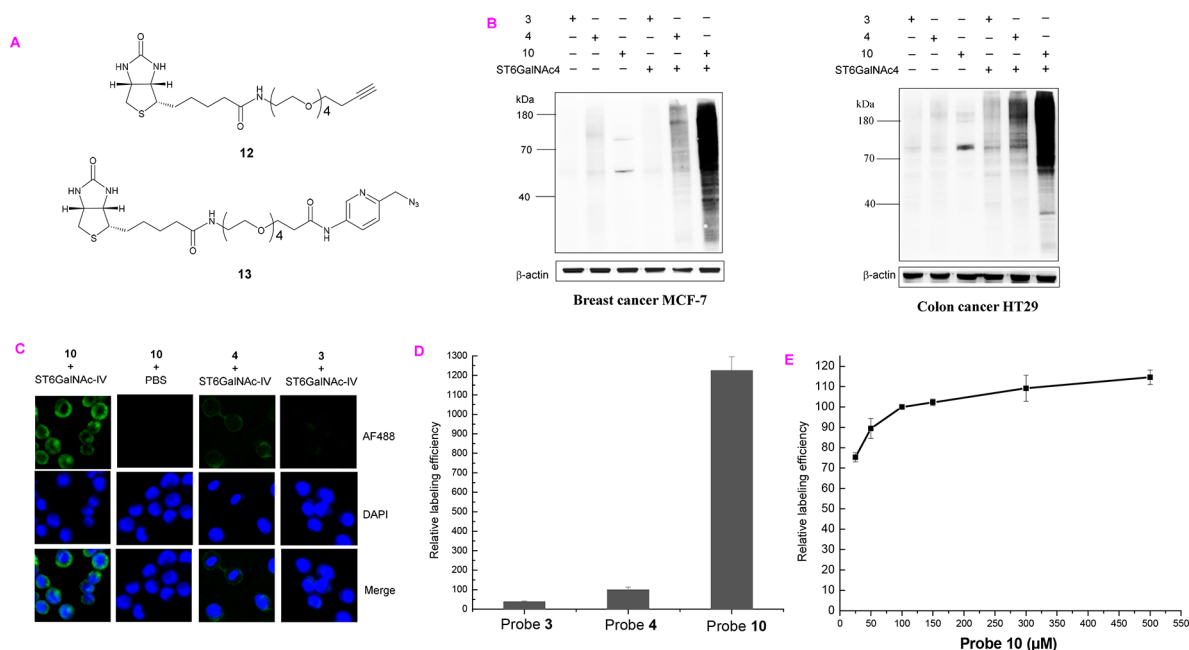 A
O
HN
NH
H
H
S
O
H
N
O
4
12
O
HN
NH
H
H
S
O
H
N
O
4
O
N
H
N
N3
13
B
3 + − − + − −
4 − + − − + −
10 − − + − − +
ST6GalNAc4 − − − + + +
kDa
180
70
40
β-actin
Breast cancer MCF-7
3 + − − + − −
4 − + − − + −
10 − − + − − +
ST6GalNAc4 − − − + + +
kDa
180
70
40
β-actin
Colon cancer HT29
C
10 10 4 3
+ + + +
ST6GalNAc-IV PBS ST6GalNAc-IV ST6GalNAc-IV
AF488
DAPI
Merge
D
Relative labeling efficiency
1300
1200
1100
1000
900
800
700
600
500
400
300
200
100
0
Probe 3 Probe 4 Probe 10
E
Relative labeling efficiency
120
110
100
90
80
70
60
50
40
30
20
10
0
0 50 100 150 200 250 300 350 400 450 500 550
Probe 10 (μM)